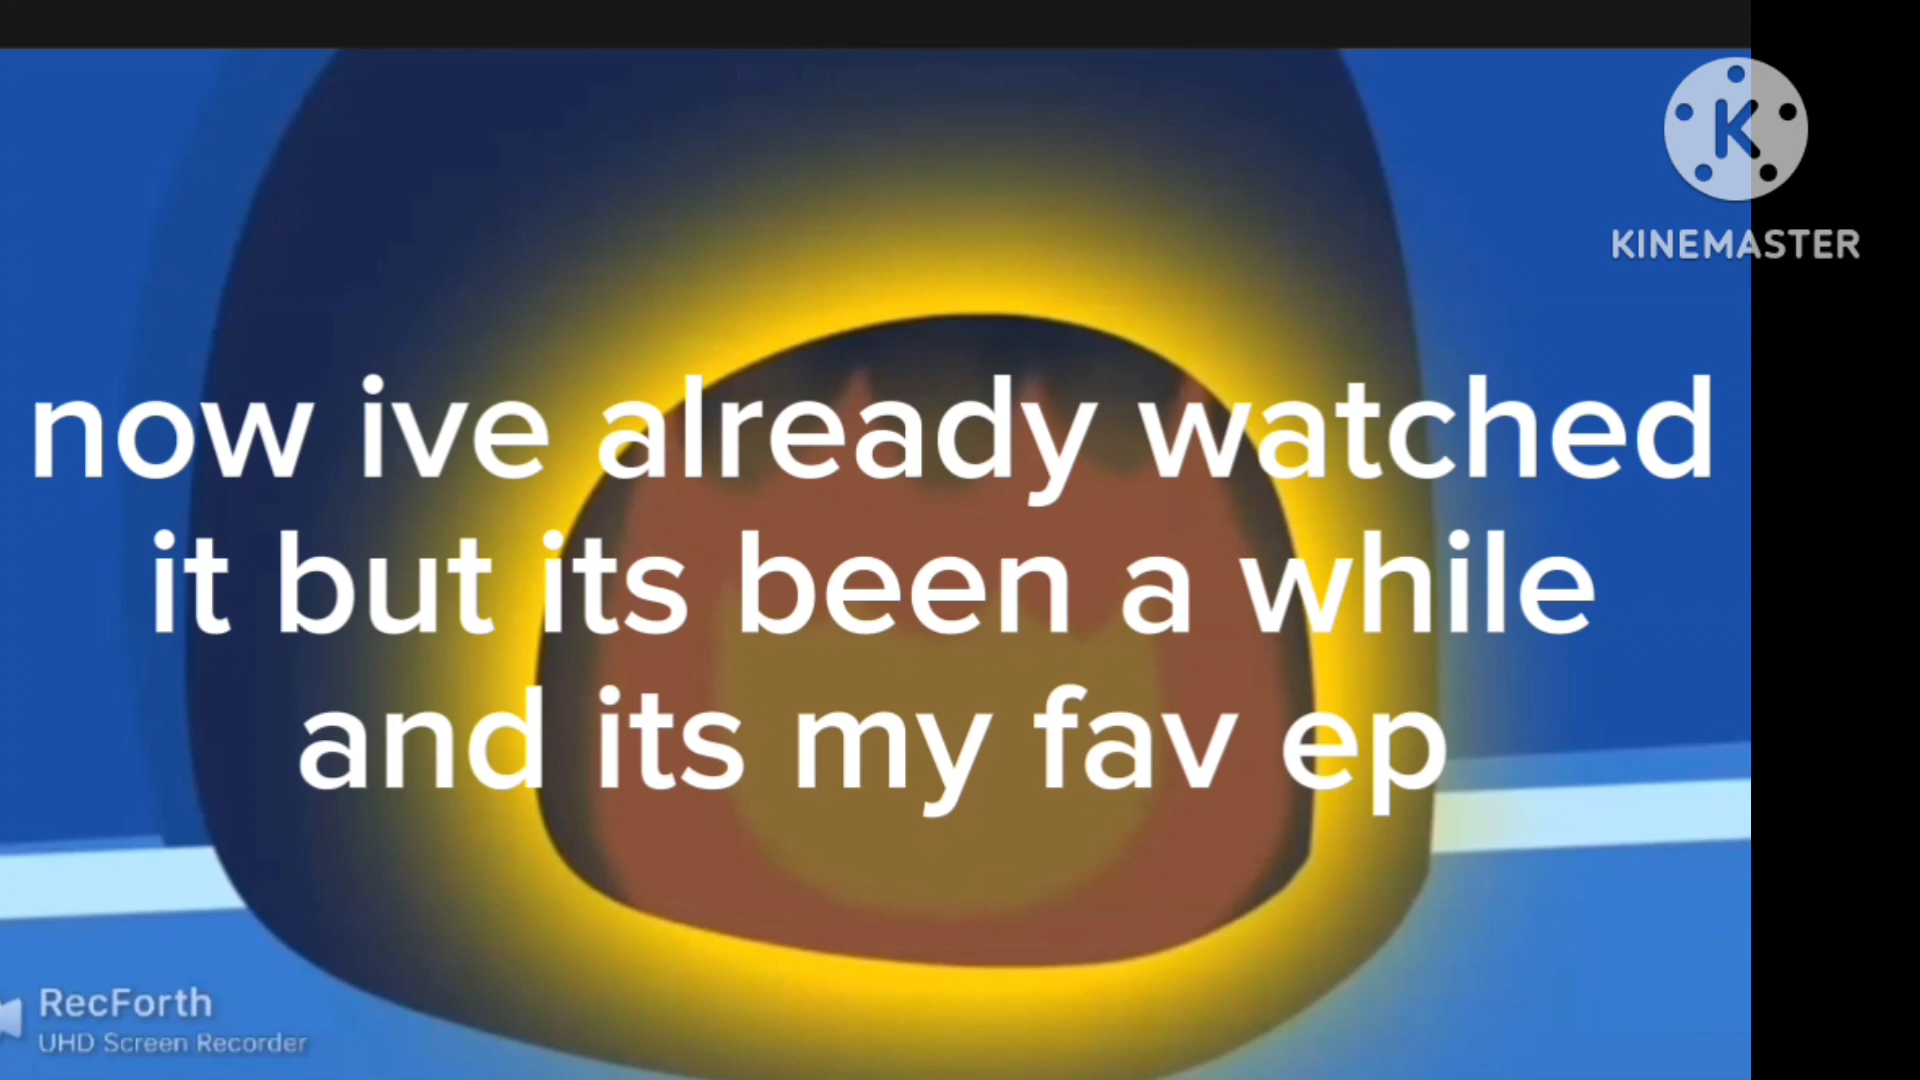 K
KINEMASTER
now ive already watched
it but its been a while
and its my fav ep
RecForth
UHD Screen Recorder